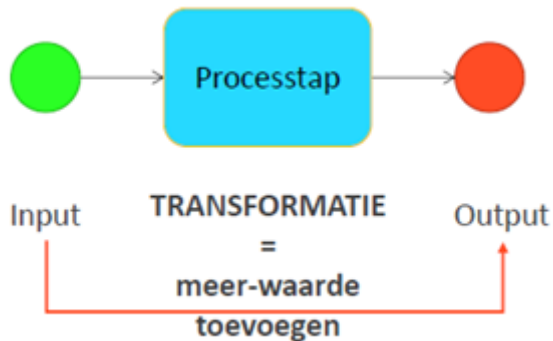 Processtap
Input
TRANSFORMATIE
Output
=
meer-waarde
toevoegen